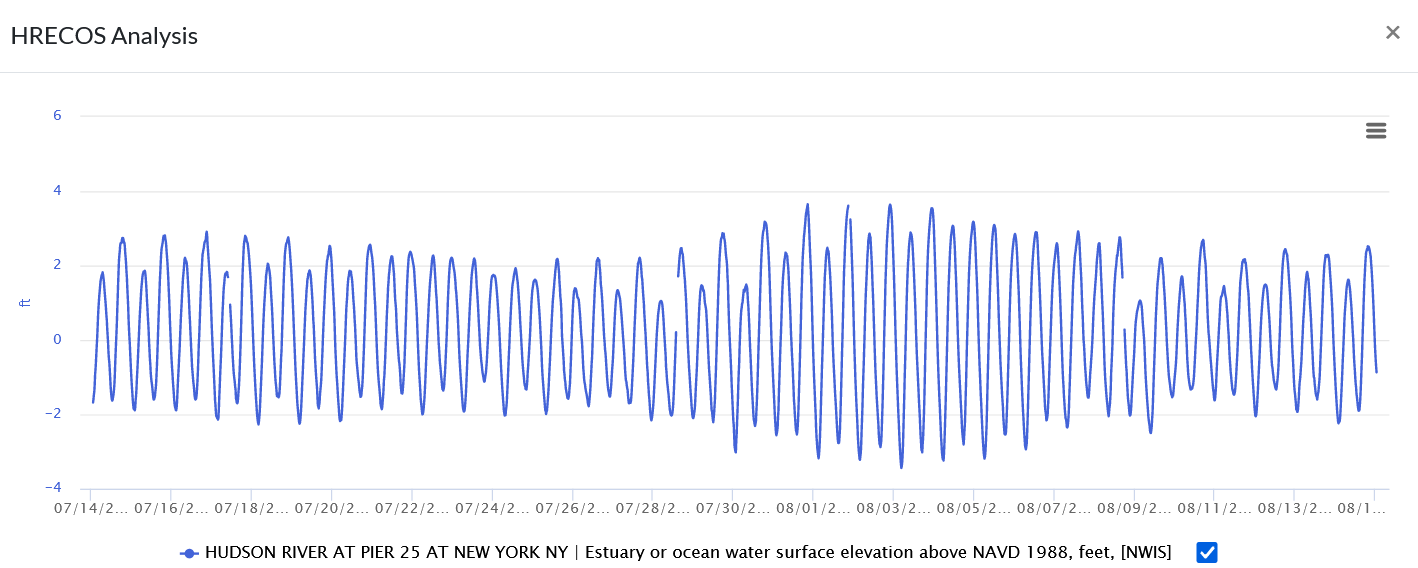 HRECOS Analysis
×
6
4
2
0
−2
−4
ft
07/14/2... 07/16/2... 07/18/2... 07/20/2... 07/22/2... 07/24/2... 07/26/2... 07/28/2... 07/30/2... 08/01/2... 08/03/2... 08/05/2... 08/07/2... 08/09/2... 08/11/2... 08/13/2... 08/1...
HUDSON RIVER AT PIER 25 AT NEW YORK NY | Estuary or ocean water surface elevation above NAVD 1988, feet, [NWIS]